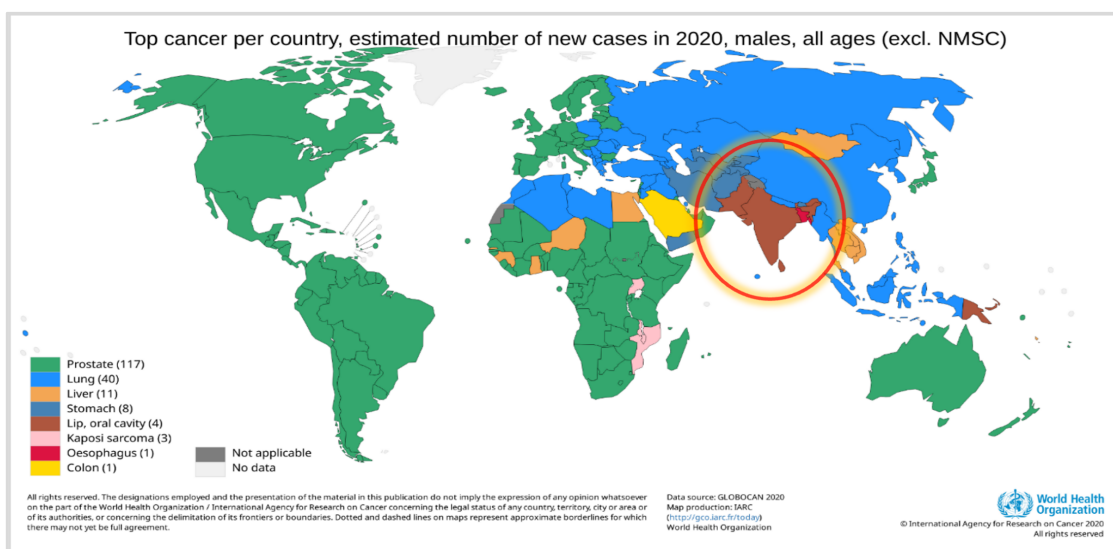 Top cancer per country, estimated number of new cases in 2020, males, all ages (excl. NMSC)
Prostate (117)
Lung (40)
Liver (11)
Stomach (8)
Lip, oral cavity (4)
Kaposi sarcoma (3)
Oesophagus (1)
Colon (1)
Not applicable
No data
All rights reserved. The designations employed and the presentation of the material in this publication do not imply the expression of any opinion whatsoever
on the part of the World Health Organization / International Agency for Research on Cancer concerning the legal status of any country, territory, city or area or
of its authorities, or concerning the delimitation of its frontiers or boundaries. Dotted and dashed lines on maps represent approximate borderlines for which
there may not yet be full agreement.
Data source: GLOBOCAN 2020
Map production: IARC
(http://gco.iarc.fr/today)
World Health Organization
World Health
Organization
© International Agency for Research on Cancer 2020
All rights reserved